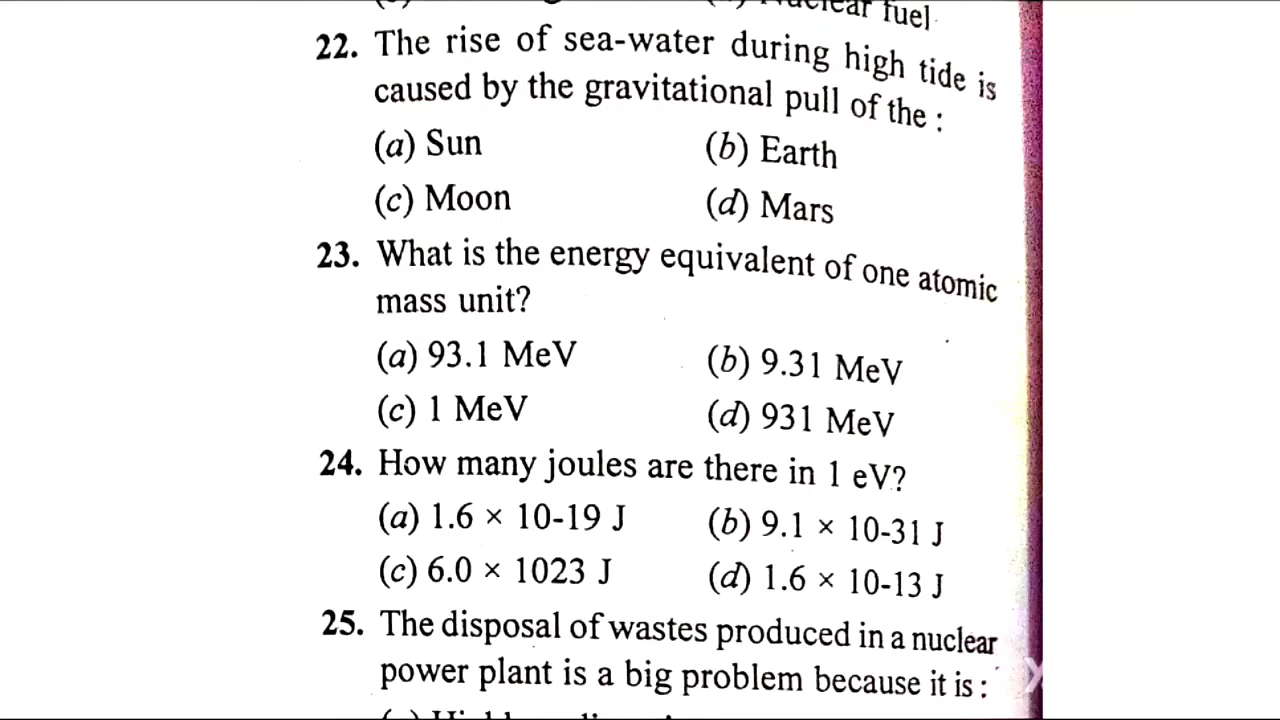 Nuclear fuel
22. The rise of sea-water during high tide is
caused by the gravitational pull of the :
(a) Sun (b) Earth
(c) Moon (d) Mars
23. What is the energy equivalent of one atomic
mass unit?
(a) 93.1 MeV (b) 9.31 MeV
(c) 1 MeV (d) 931 MeV
24. How many joules are there in 1 eV?
(a) 1.6 × 10-19 J (b) 9.1 × 10-31 J
(c) 6.0 × 1023 J (d) 1.6 × 10-13 J
25. The disposal of wastes produced in a nuclear
power plant is a big problem because it is :